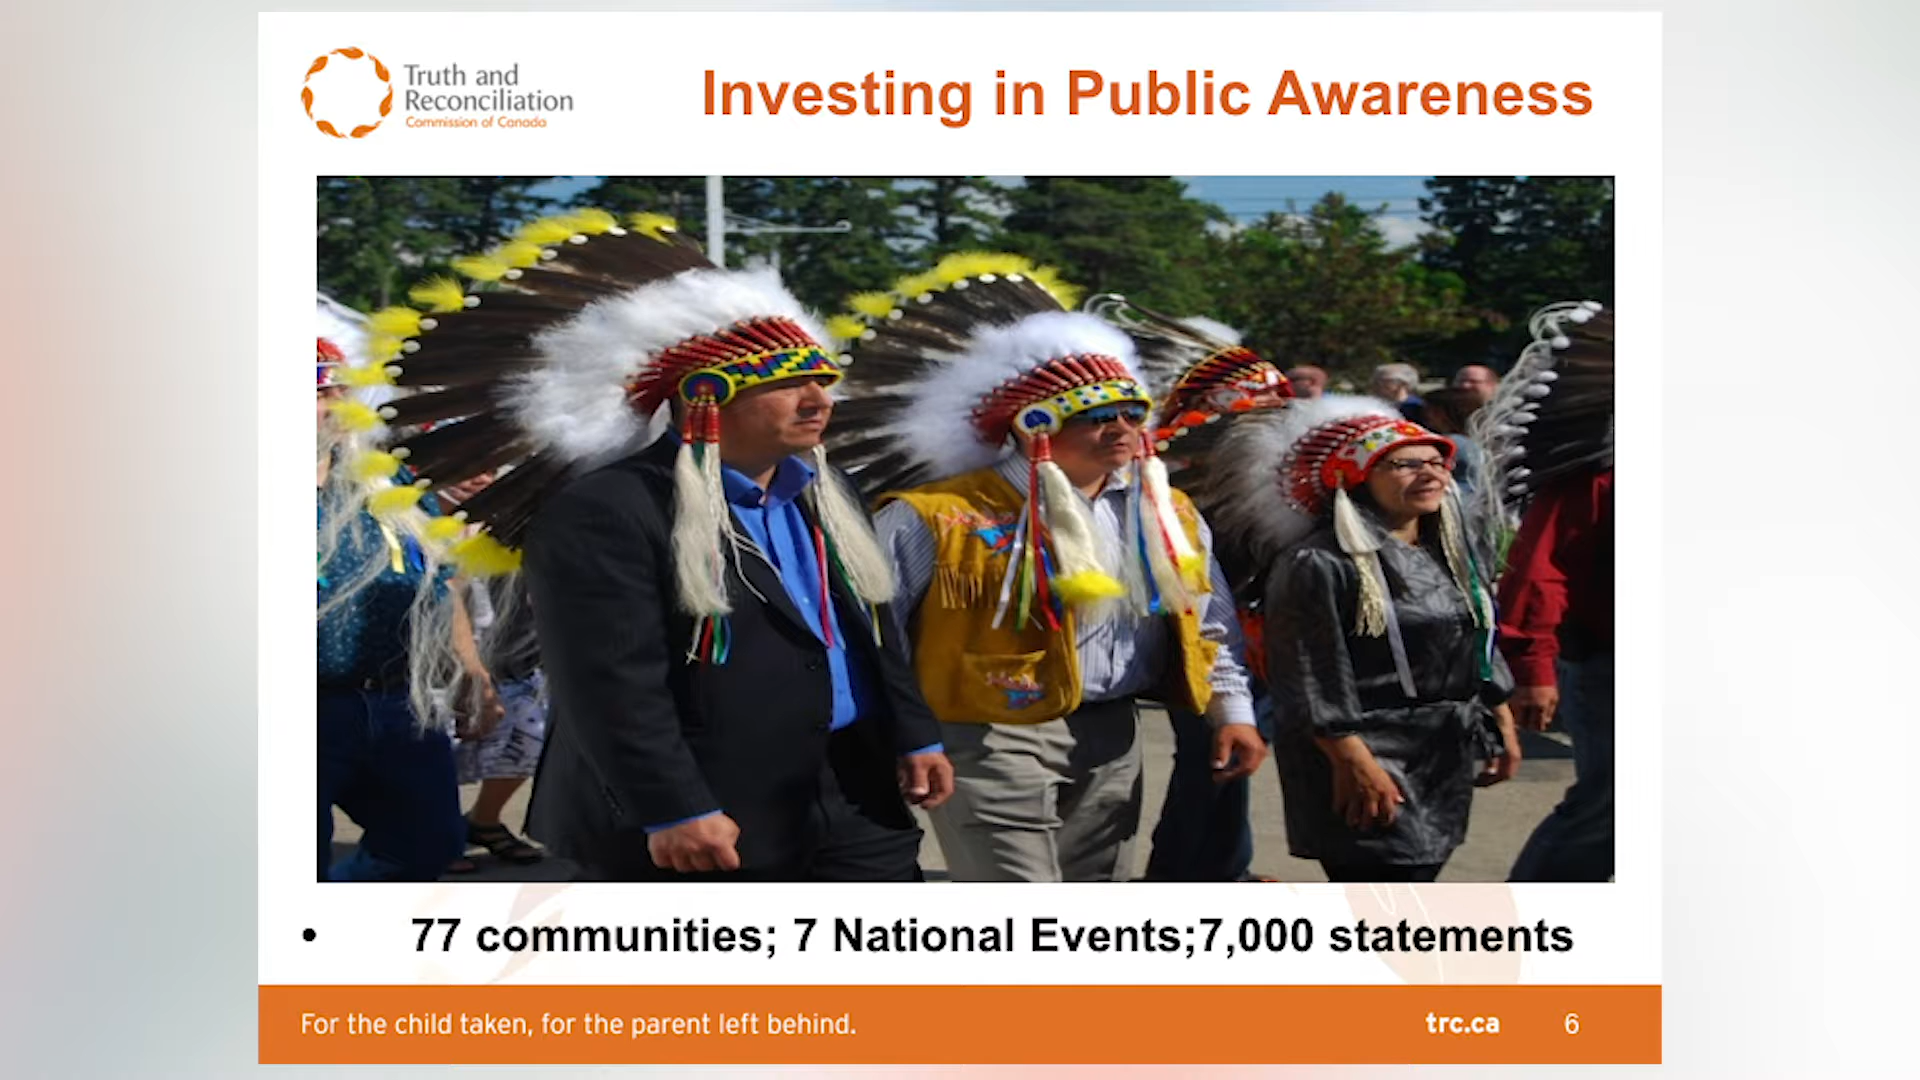 Truth and
Reconciliation
Commission of Canada
Investing in Public Awareness
• 77 communities; 7 National Events;7,000 statements
For the child taken, for the parent left behind.
trc.ca 6